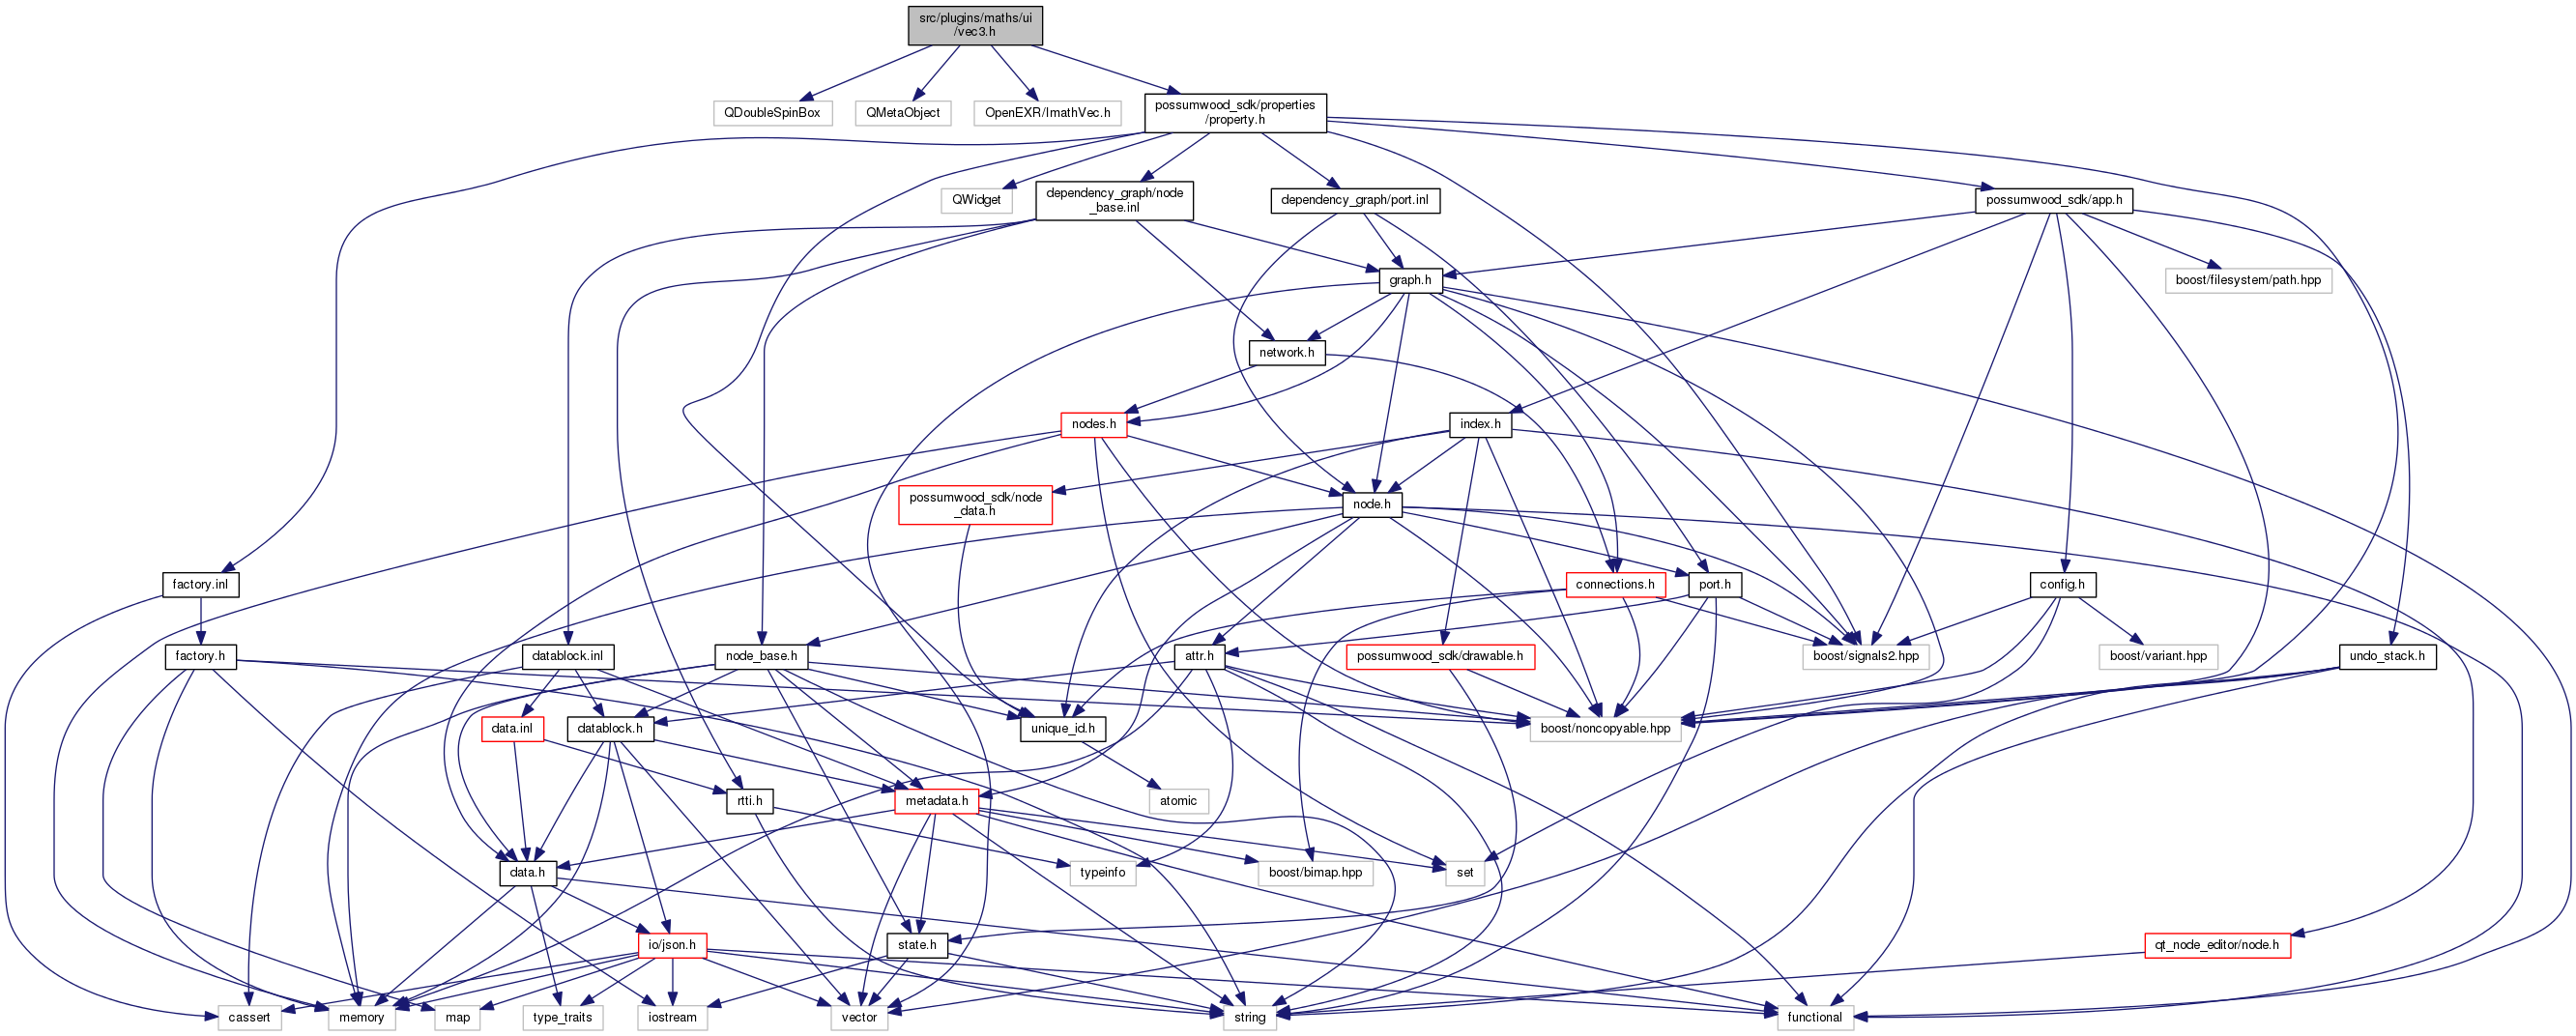 src/plugins/maths/ui
/vec3.h
QDoubleSpinBox
QMetaObject
OpenEXR/ImathVec.h
possumwood_sdk/properties
/property.h
QWidget
dependency_graph/node
_base.inl
dependency_graph/port.inl
possumwood_sdk/app.h
graph.h
boost/filesystem/path.hpp
network.h
nodes.h
index.h
possumwood_sdk/node
_data.h
node.h
factory.inl
connections.h
port.h
config.h
factory.h
datablock.inl
node_base.h
attr.h
possumwood_sdk/drawable.h
boost/signals2.hpp
boost/variant.hpp
undo_stack.h
data.inl
datablock.h
unique_id.h
boost/noncopyable.hpp
rtti.h
metadata.h
atomic
data.h
typeinfo
boost/bimap.hpp
set
io/json.h
state.h
qt_node_editor/node.h
cassert
memory
map
type_traits
iostream
vector
string
functional